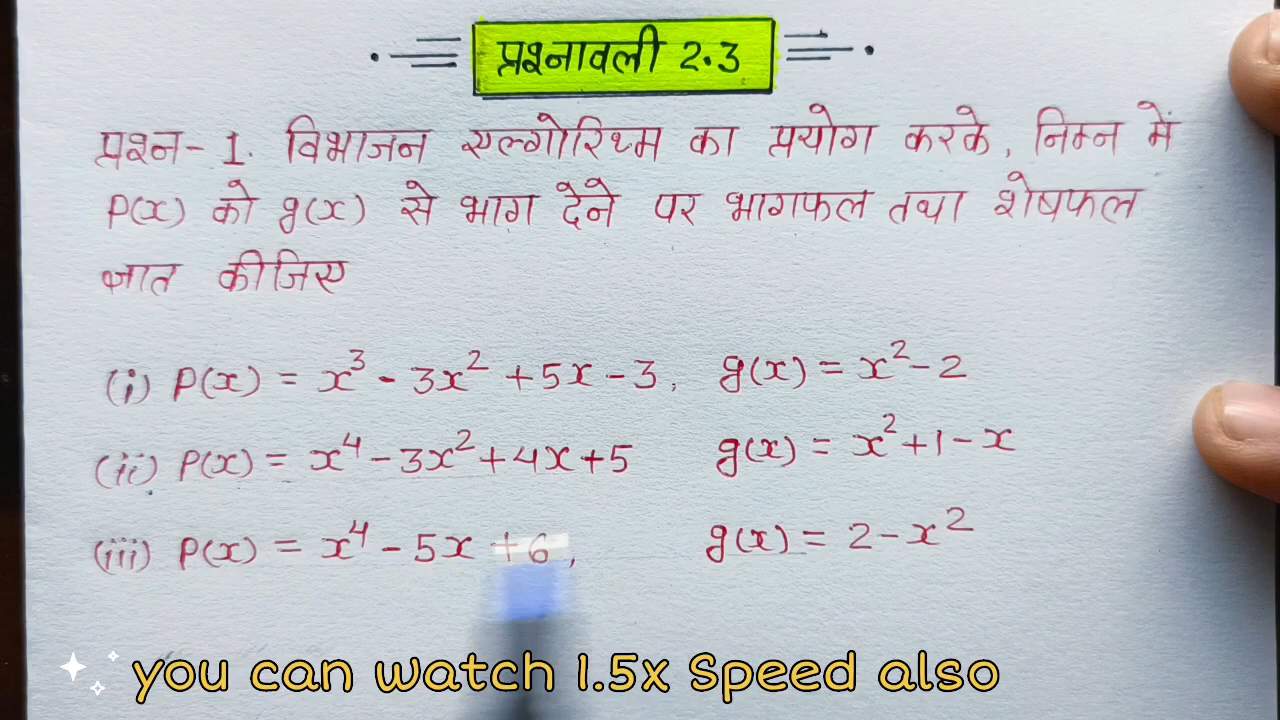 प्रश्नावली 2.3
प्रश्न- 1. विभाजन एल्गोरिथ्म का प्रयोग करके, निम्न में
P(x) को g(x) से भाग देने पर भागफल तथा शेषफल
ज्ञात कीजिए
(i) P(x) = x³ - 3x² + 5x - 3, g(x) = x² - 2
(ii) P(x) = x⁴ - 3x² + 4x + 5 g(x) = x² + 1 - x
(iii) P(x) = x⁴ - 5x + 6, g(x) = 2 - x²
you can watch 1.5x Speed also